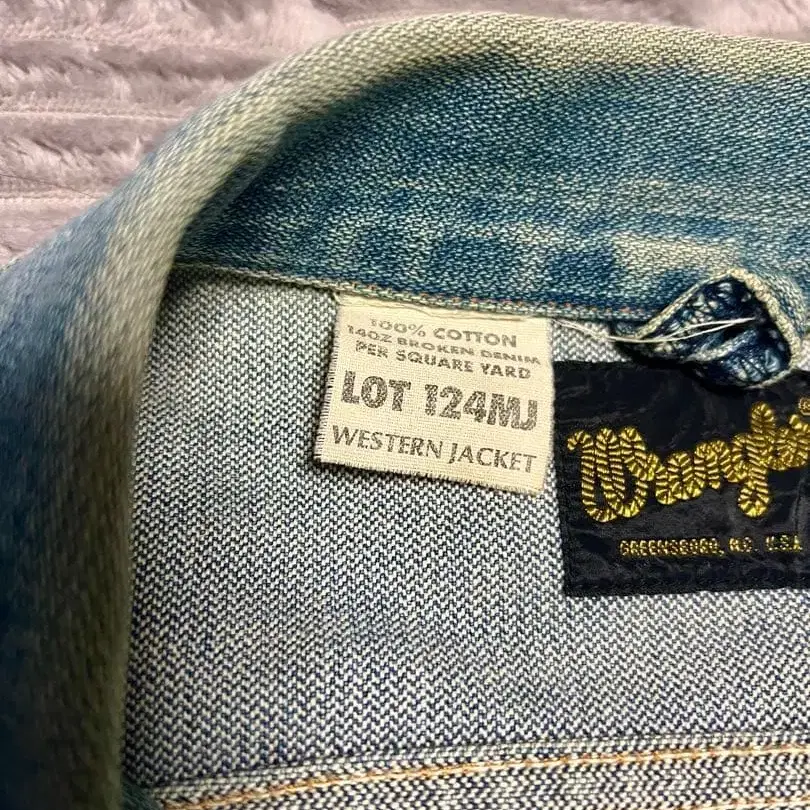 100% COTTON
14OZ BROKEN DENIM
PER SQUARE YARD
LOT 124MJ
WESTERN JACKET
Wrangler
GREENSBORO, N.C. U.S.A